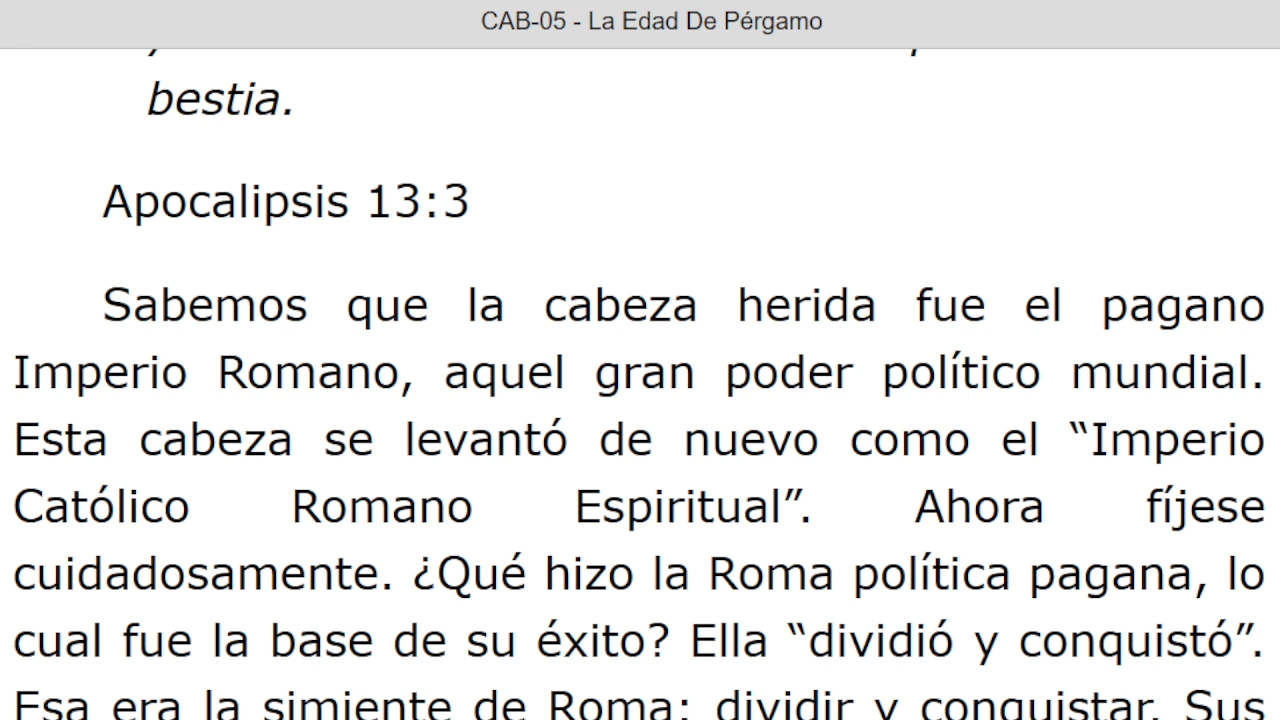 CAB-05 - La Edad De Pérgamo
bestia.
Apocalipsis 13:3
Sabemos que la cabeza herida fue el pagano
Imperio Romano, aquel gran poder político mundial.
Esta cabeza se levantó de nuevo como el “Imperio
Católico Romano Espiritual”. Ahora fíjese
cuidadosamente. ¿Qué hizo la Roma política pagana, lo
cual fue la base de su éxito? Ella “dividió y conquistó”.
Esa era la simiente de Roma: dividir y conquistar. Sus